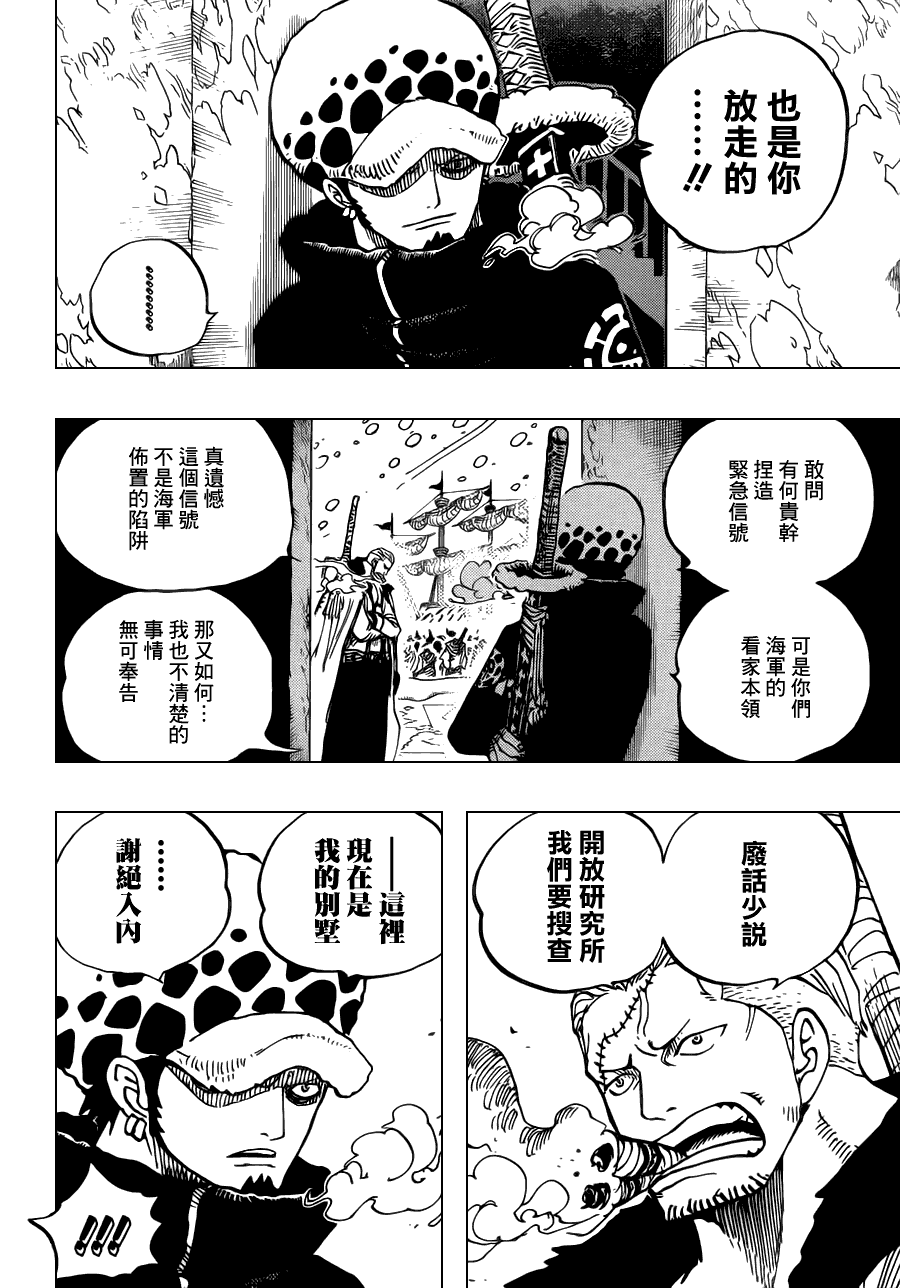 也是你
放走的
……!!
………
敢問
有何貴幹
捏造
緊急信號
可是你們
海軍的
看家本領
真遺憾
這個信號
不是海軍
佈置的陷阱
那又如何…
我也不清楚的
事情
無可奉告
廢話少説
開放研究所
我們要搜查
——這裡
現在是
我的別墅
……
謝絕入內
!!!